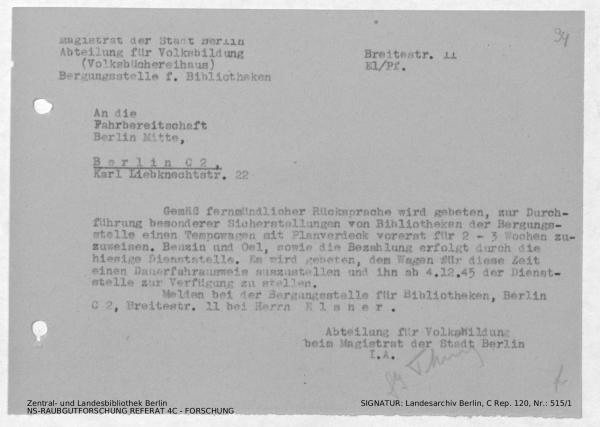 94
Magistrat der Stadt Berlin
Abteilung für Volksbildung
(Volksbüchereihaus)
Bergungsstelle f. Bibliotheken
Breitestr. 11
El/Pf.
An die
Fahrbereitschaft
Berlin Mitte,
Berlin C 2,
Karl Liebknechtstr. 22
Gemäß fernmündlicher Rücksprache wird gebeten, zur Durch-
führung besonderer Sicherstellungen von Bibliotheken der Bergungs-
stelle einen Tempowagen mit Planverdeck vorerst für 2 - 3 Wochen zu-
zuweisen. Benzin und Oel, sowie die Bezahlung erfolgt durch die
hiesige Dienststelle. Es wird gebeten, dem Wagen für diese Zeit
einen Dauerfahrausweis auszustellen und ihn ab 4.12.45 der Dienst-
stelle zur Verfügung zu stellen.
Melden bei der Bergungsstelle für Bibliotheken, Berlin
C 2, Breitestr. 11 bei Herrn Elsner.
Abteilung für Volksbildung
beim Magistrat der Stadt Berlin
I.A.
Zentral- und Landesbibliothek Berlin
NS-RAUBGUTFORSCHUNG REFERAT 4C - FORSCHUNG
SIGNATUR: Landesarchiv Berlin, C Rep. 120, Nr.: 515/1